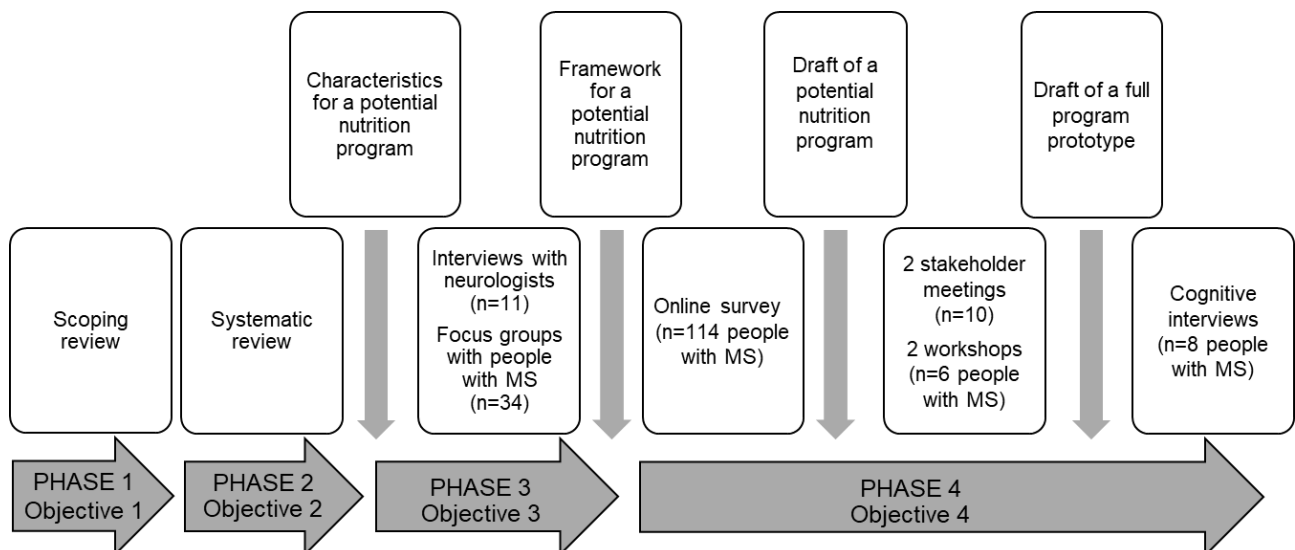 Characteristics
for a potential
nutrition
program
Framework
for a
potential
nutrition
program
Draft of a
potential
nutrition
program
Draft of a full
program
prototype
Scoping
review
Systematic
review
Interviews with
neurologists
(n=11)
Focus groups
with people
with MS
(n=34)
Online survey
(n=114 people
with MS)
2 stakeholder
meetings
(n=10)
2 workshops
(n=6 people
with MS)
Cognitive
interviews
(n=8 people
with MS)
PHASE 1
Objective 1
PHASE 2
Objective 2
PHASE 3
Objective 3
PHASE 4
Objective 4